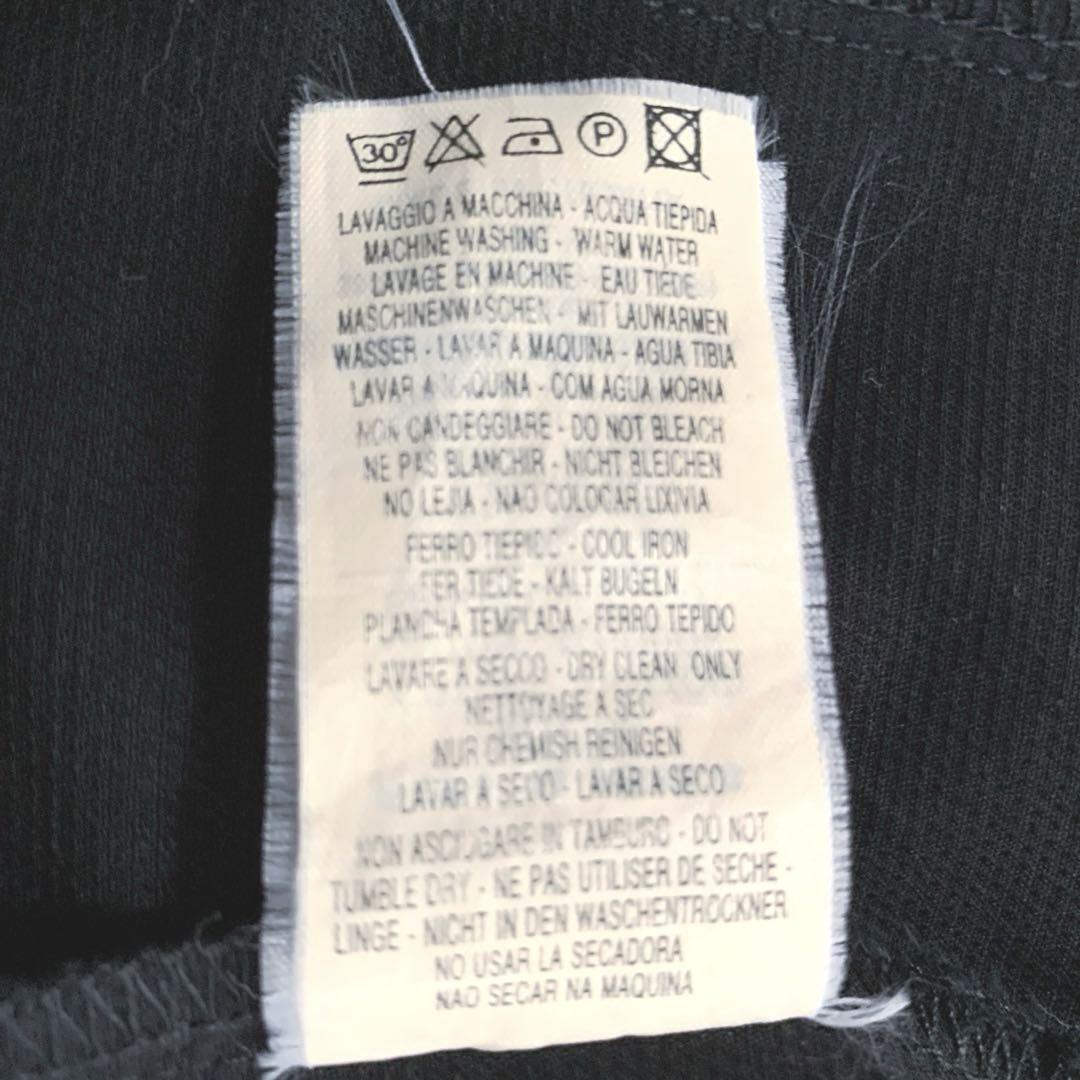 30°
P
LAVAGGIO A MACCHINA - ACQUA TIEPIDA
MACHINE WASHING - WARM WATER
LAVAGE EN MACHINE - EAU TIEDE
MASCHINENWASCHEN - MIT LAUWARMEN
WASSER - LAVAR A MAQUINA - AGUA TIBIA
LAVAR A MAQUINA - COM AGUA MORNA
NON CANDEGGIARE - DO NOT BLEACH
NE PAS BLANCHIR - NICHT BLEICHEN
NO LEJIA - NAO COLOCAR LIXIVIA
FERRO TIEPIDO - COOL IRON
FER TIEDE - KALT BUGELN
PLANCHA TEMPLADA - FERRO TEPIDO
LAVARE A SECCO - DRY CLEAN ONLY
NETTOYAGE A SEC
NUR CHEMISH REINIGEN
LAVAR A SECO - LAVAR A SECO
NON ASCIUGARE IN TAMBURO - DO NOT
TUMBLE DRY - NE PAS UTILISER DE SECHE -
LINGE - NICHT IN DEN WASCHENTROCKNER
NO USAR LA SECADORA
NAO SECAR NA MAQUINA